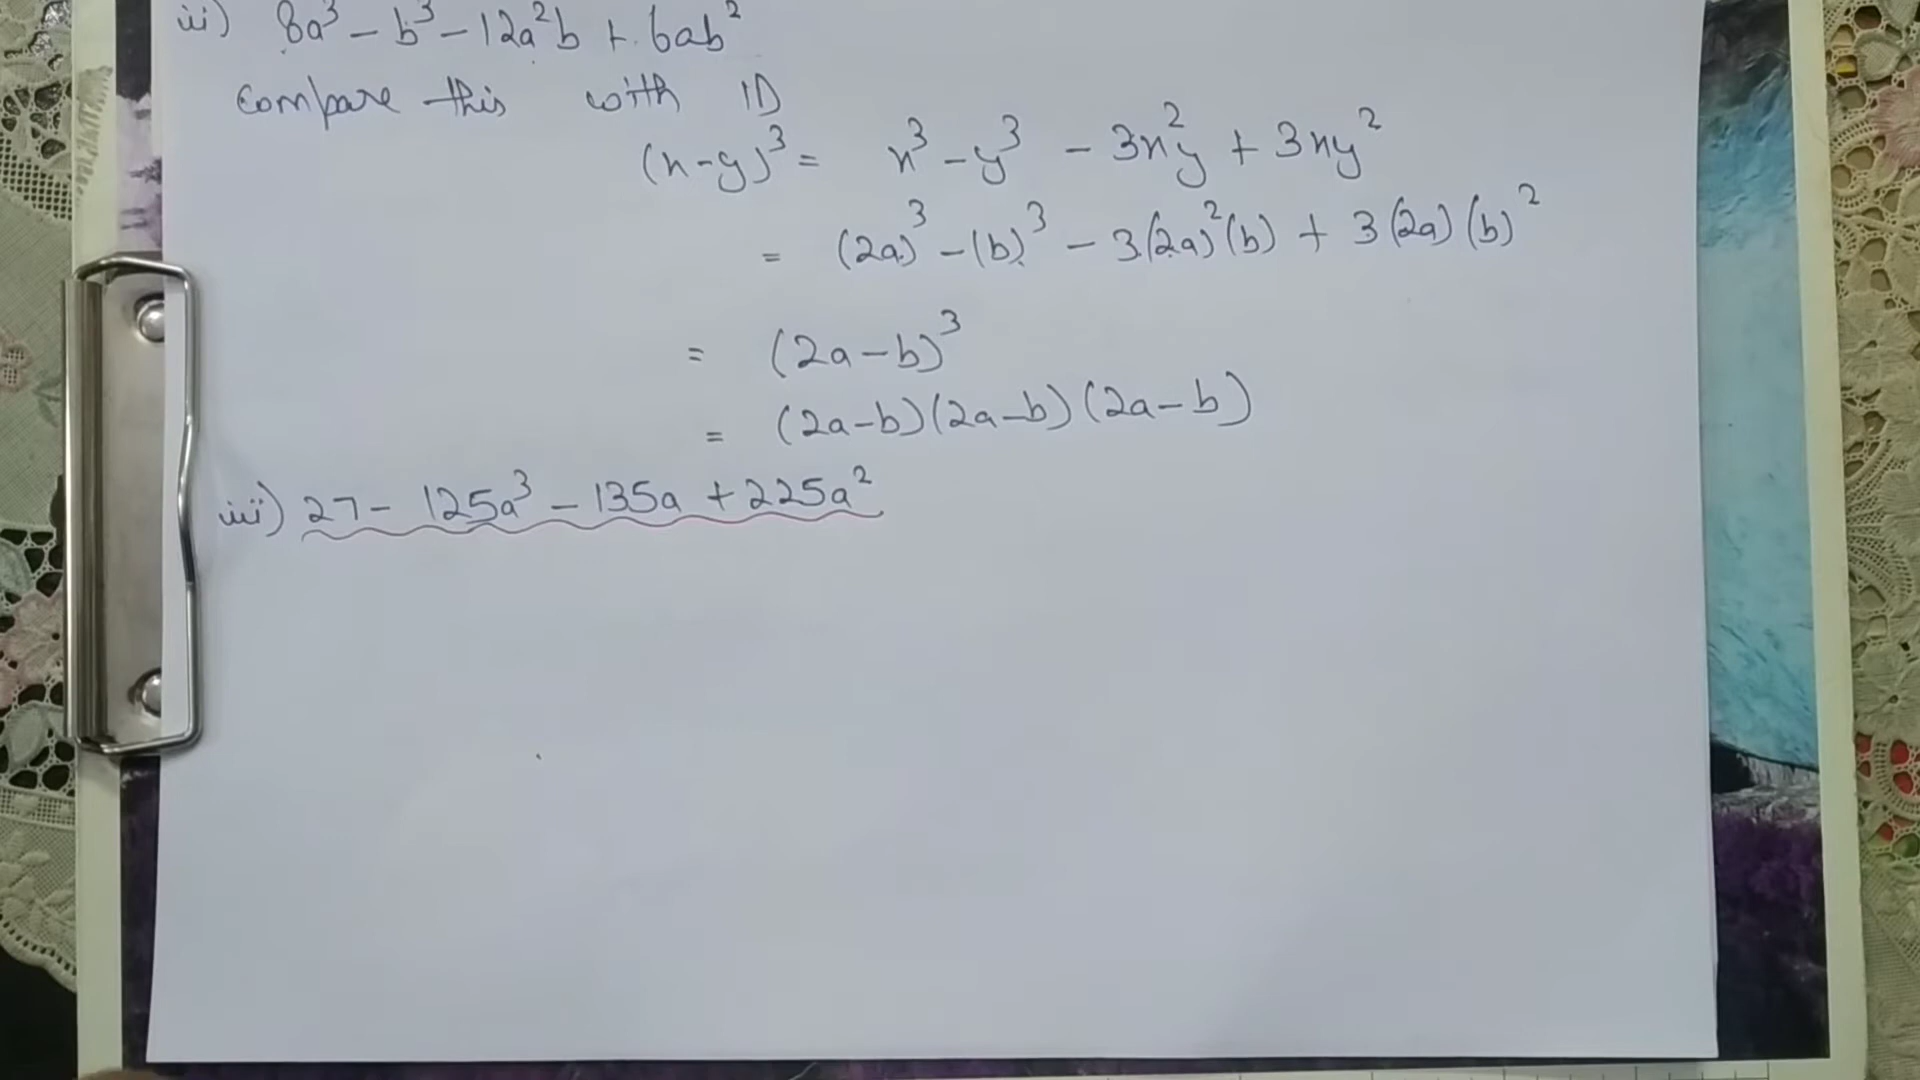 ii) 8a³ - b³ - 12a²b + 6ab²
Compare this with ID
(x-y)³ = x³ - y³ - 3x²y + 3xy²
= (2a)³ - (b)³ - 3(2a)²(b) + 3(2a)(b)²
= (2a-b)³
= (2a-b)(2a-b)(2a-b)
iii) 27 - 125a³ - 135a + 225a²